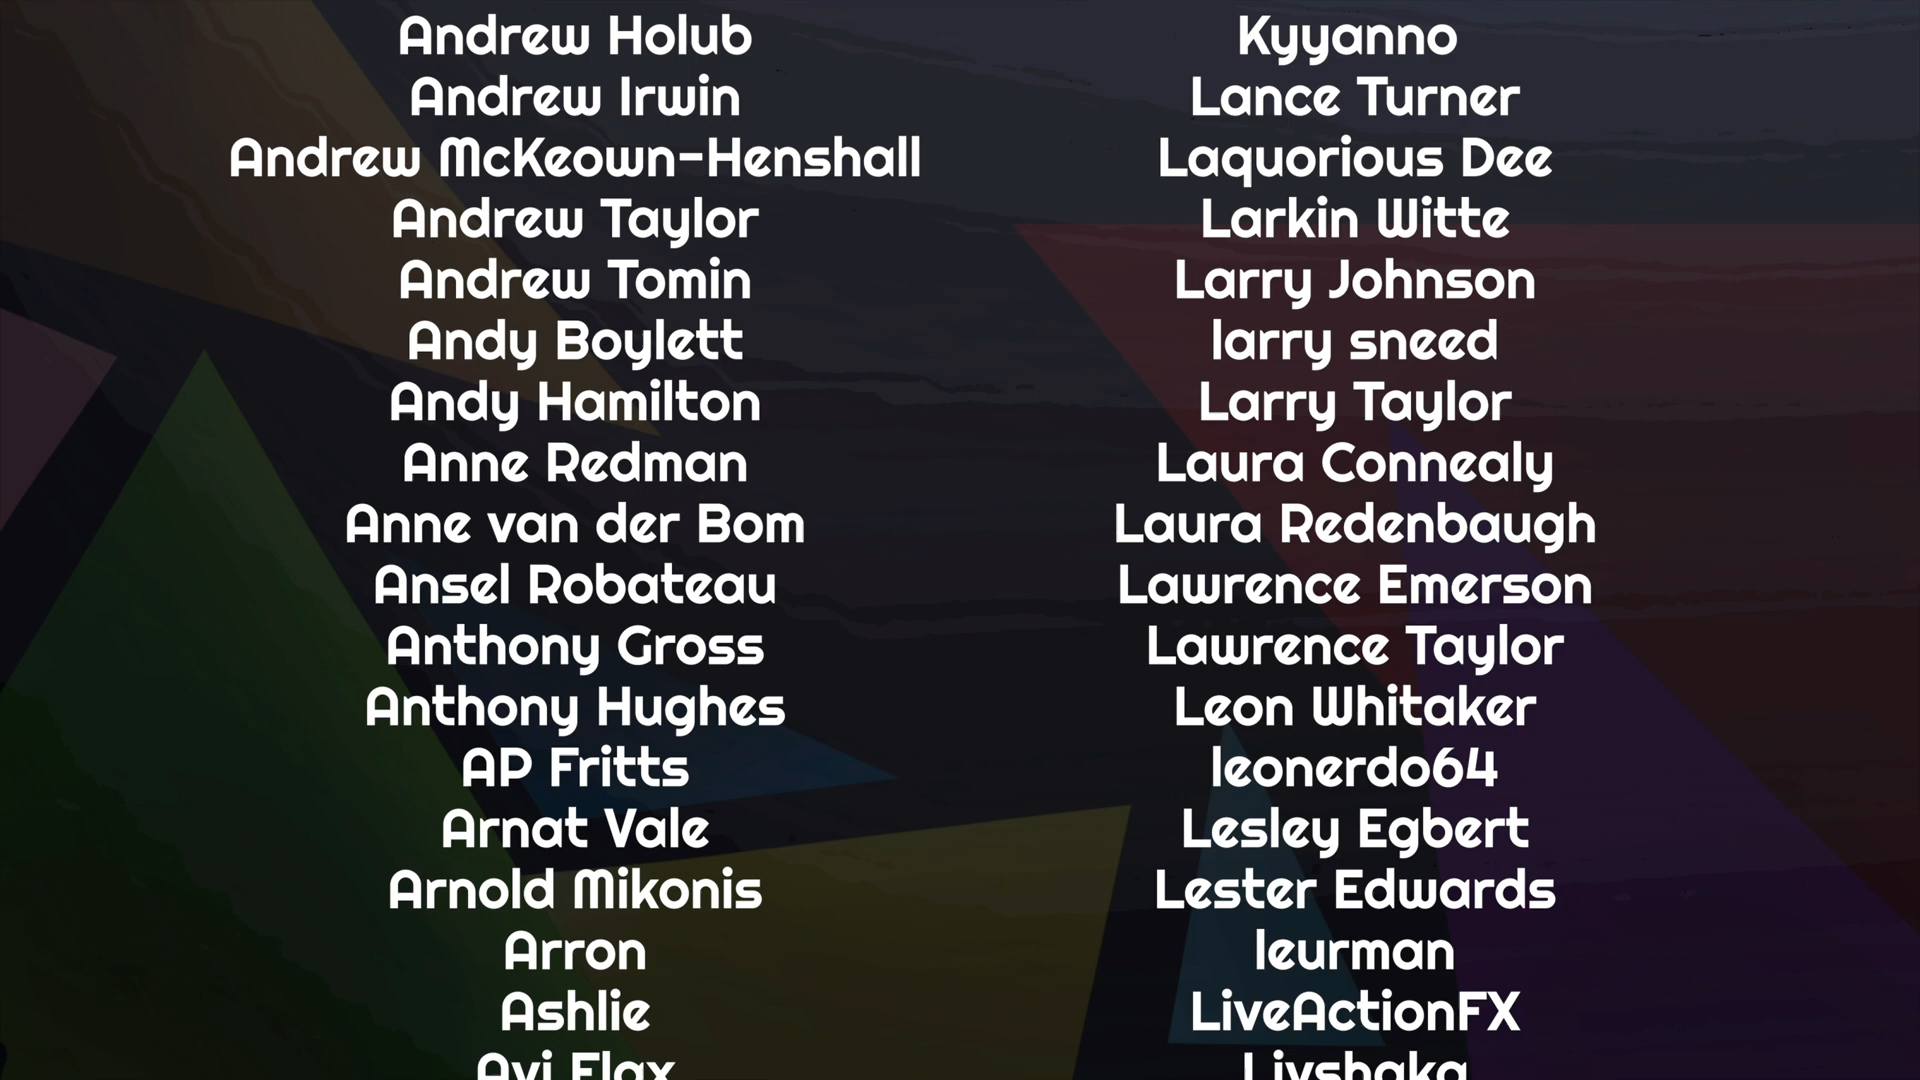 Andrew Holub
Andrew Irwin
Andrew McKeown-Henshall
Andrew Taylor
Andrew Tomin
Andy Boylett
Andy Hamilton
Anne Redman
Anne van der Bom
Ansel Robateau
Anthony Gross
Anthony Hughes
AP Fritts
Arnat Vale
Arnold Mikonis
Arron
Ashlie
Avi Flax
Kyyanno
Lance Turner
Laquorious Dee
Larkin Witte
Larry Johnson
larry sneed
Larry Taylor
Laura Connealy
Laura Redenbaugh
Lawrence Emerson
Lawrence Taylor
Leon Whitaker
leonerdo64
Lesley Egbert
Lester Edwards
leurman
LiveActionFX
Livshaka